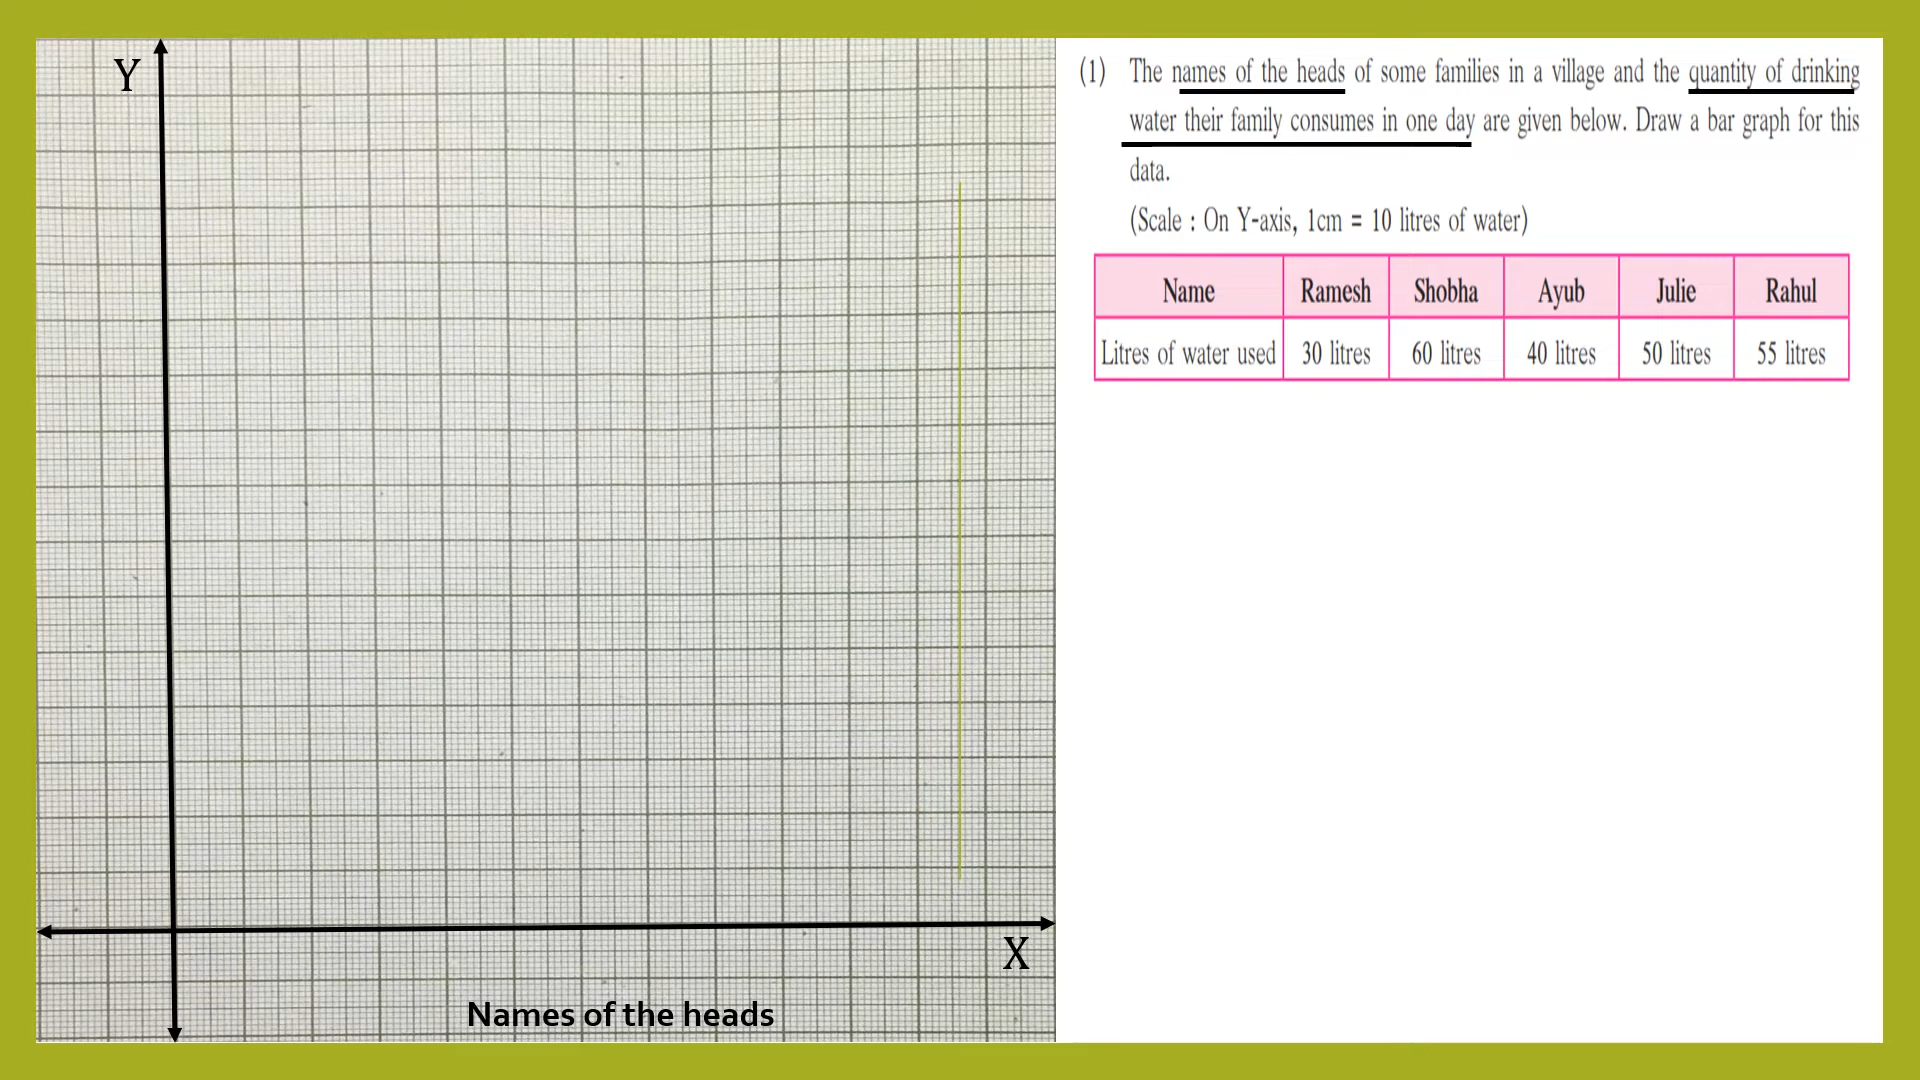 Y
X
Names of the heads
(1) The names of the heads of some families in a village and the quantity of drinking
water their family consumes in one day are given below. Draw a bar graph for this
data.
(Scale : On Y-axis, 1cm = 10 litres of water)
Name Ramesh Shobha Ayub Julie Rahul
Litres of water used 30 litres 60 litres 40 litres 50 litres 55 litres